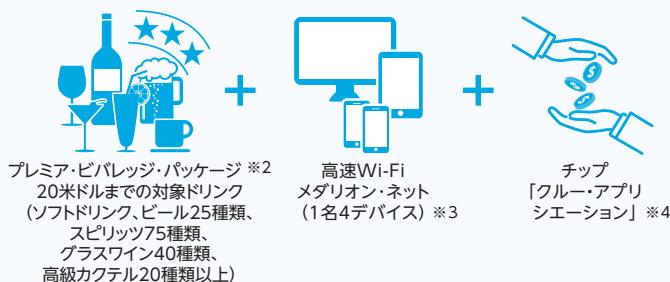 プレミア・ビバレッジ・パッケージ ※2
20米ドルまでの対象ドリンク
(ソフトドリンク、ビール25種類、
スピリッツ75種類、
グラスワイン40種類、
高級カクテル20種類以上)
高速Wi-Fi
メダリオン・ネット
(1名4デバイス) ※3
チップ
「クルー・アプリ
シエーション」 ※4